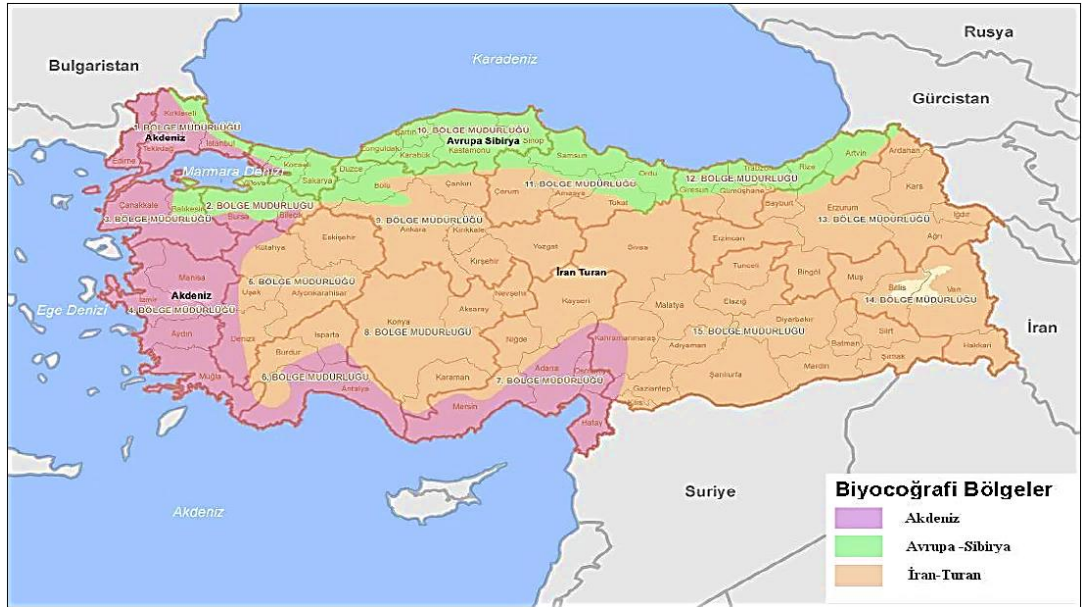 Rusya
Karadeniz
Bulgaristan
Gürcistan
Kırklareli
1. BÖLGE MÜDÜRLÜĞÜ
Akdeniz
Tekirdağ
İstanbul
Edirne
Marmara Denizi
Bartın
10. BÖLGE MÜDÜRLÜĞÜ
Avrupa Sibirya
Sinop
Zonguldak
Karabük
Kastamonu
Samsun
Kocaeli
Düzce
Sakarya
Bolu
Ordu
Trabzon
Rize
Artvin
Ardahan
Çanakkale
Balıkesir
2. BÖLGE MÜDÜRLÜĞÜ
3. BÖLGE MÜDÜRLÜĞÜ
Bursa
Bilecik
Çankırı
Çorum
11. BÖLGE MÜDÜRLÜĞÜ
Amasya
Tokat
12. BÖLGE MÜDÜRLÜĞÜ
Giresun
Gümüşhane
Bayburt
Kars
9. BÖLGE MÜDÜRLÜĞÜ
Ankara
Kırıkkale
Erzurum
13. BÖLGE MÜDÜRLÜĞÜ
Iğdır
Ağrı
Kütahya
Eskişehir
Yozgat
Sivas
Erzincan
Kırşehir
İran Turan
Tunceli
Bingöl
Muş
Manisa
Uşak
Afyonkarahisar
Nevşehir
Kayseri
Malatya
Elazığ
Bitlis
Van
14. BÖLGE MÜDÜRLÜĞÜ
Ege Denizi
İzmir
Akdeniz
4. BÖLGE MÜDÜRLÜĞÜ
Konya
Aksaray
8. BÖLGE MÜDÜRLÜĞÜ
Diyarbakır
15. BÖLGE MÜDÜRLÜĞÜ
İran
Aydın
Denizli
Isparta
Niğde
Kahramanmaraş
Adıyaman
Batman
Siirt
Hakkari
Burdur
Şırnak
Mardin
Muğla
6. BÖLGE MÜDÜRLÜĞÜ
Antalya
Karaman
7. BÖLGE MÜDÜRLÜĞÜ
Adana
Osmaniye
Gaziantep
Şanlıurfa
Kilis
Mersin
Hatay
Suriye
Akdeniz
Biyocoğrafi Bölgeler
Akdeniz
Avrupa -Sibirya
İran-Turan